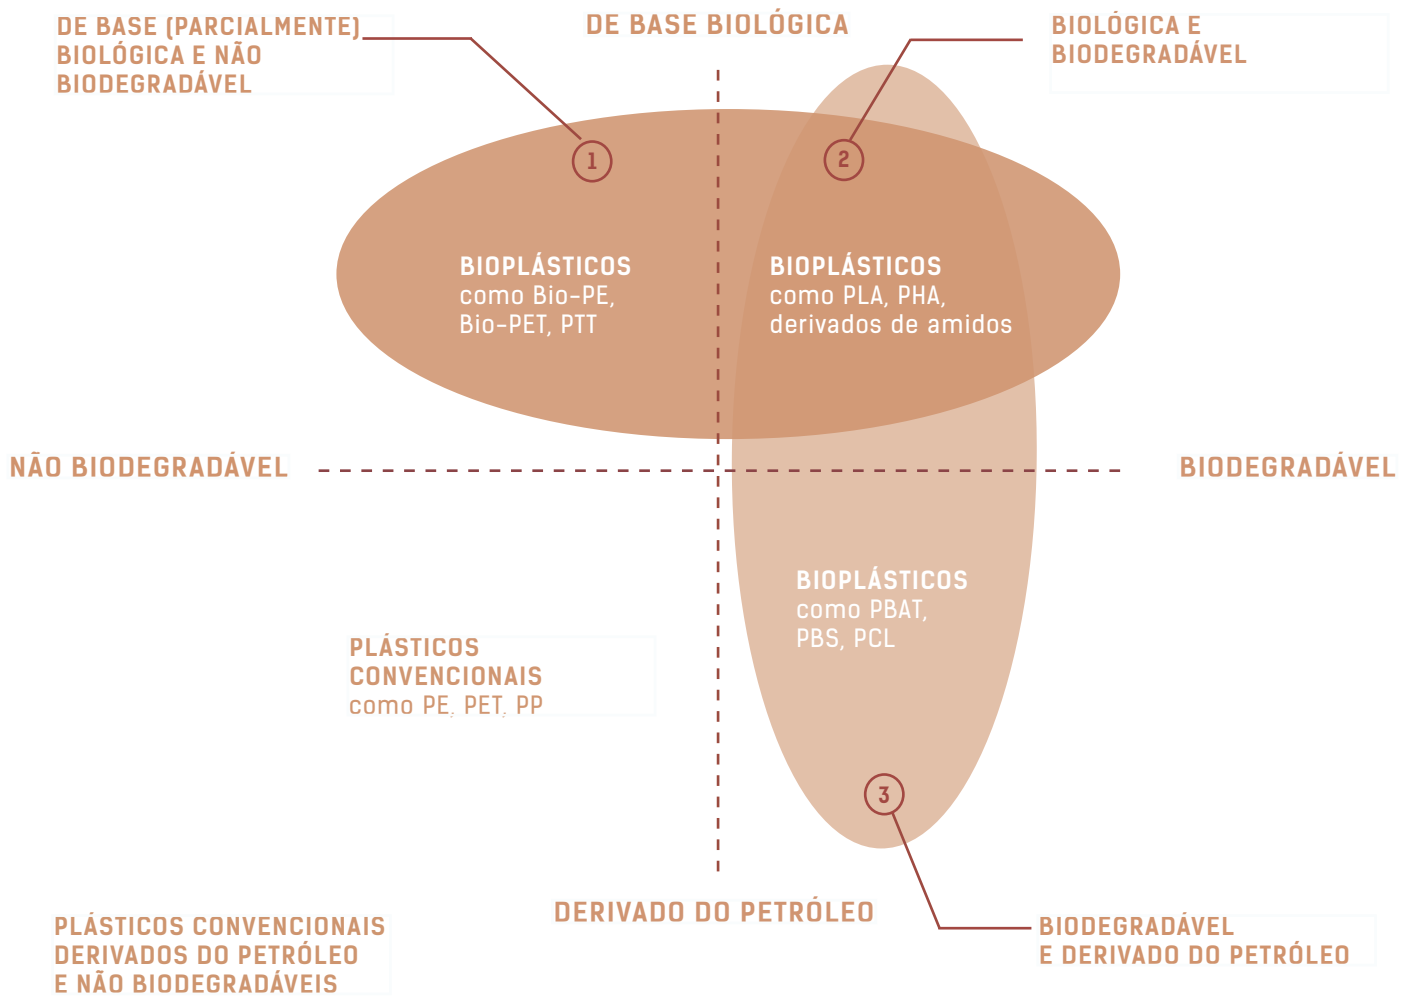 DE BASE (PARCIALMENTE)
BIOLÓGICA E NÃO
BIODEGRADÁVEL
DE BASE BIOLÓGICA
BIOLÓGICA E
BIODEGRADÁVEL
1
2
BIOPLÁSTICOS
como Bio-PE,
Bio-PET, PTT
BIOPLÁSTICOS
como PLA, PHA,
derivados de amidos
NÃO BIODEGRADÁVEL
BIODEGRADÁVEL
BIOPLÁSTICOS
como PBAT,
PBS, PCL
PLÁSTICOS
CONVENCIONAIS
como PE, PET, PP
3
DERIVADO DO PETRÓLEO
PLÁSTICOS CONVENCIONAIS
DERIVADOS DO PETRÓLEO
E NÃO BIODEGRADÁVEIS
BIODEGRADÁVEL
E DERIVADO DO PETRÓLEO